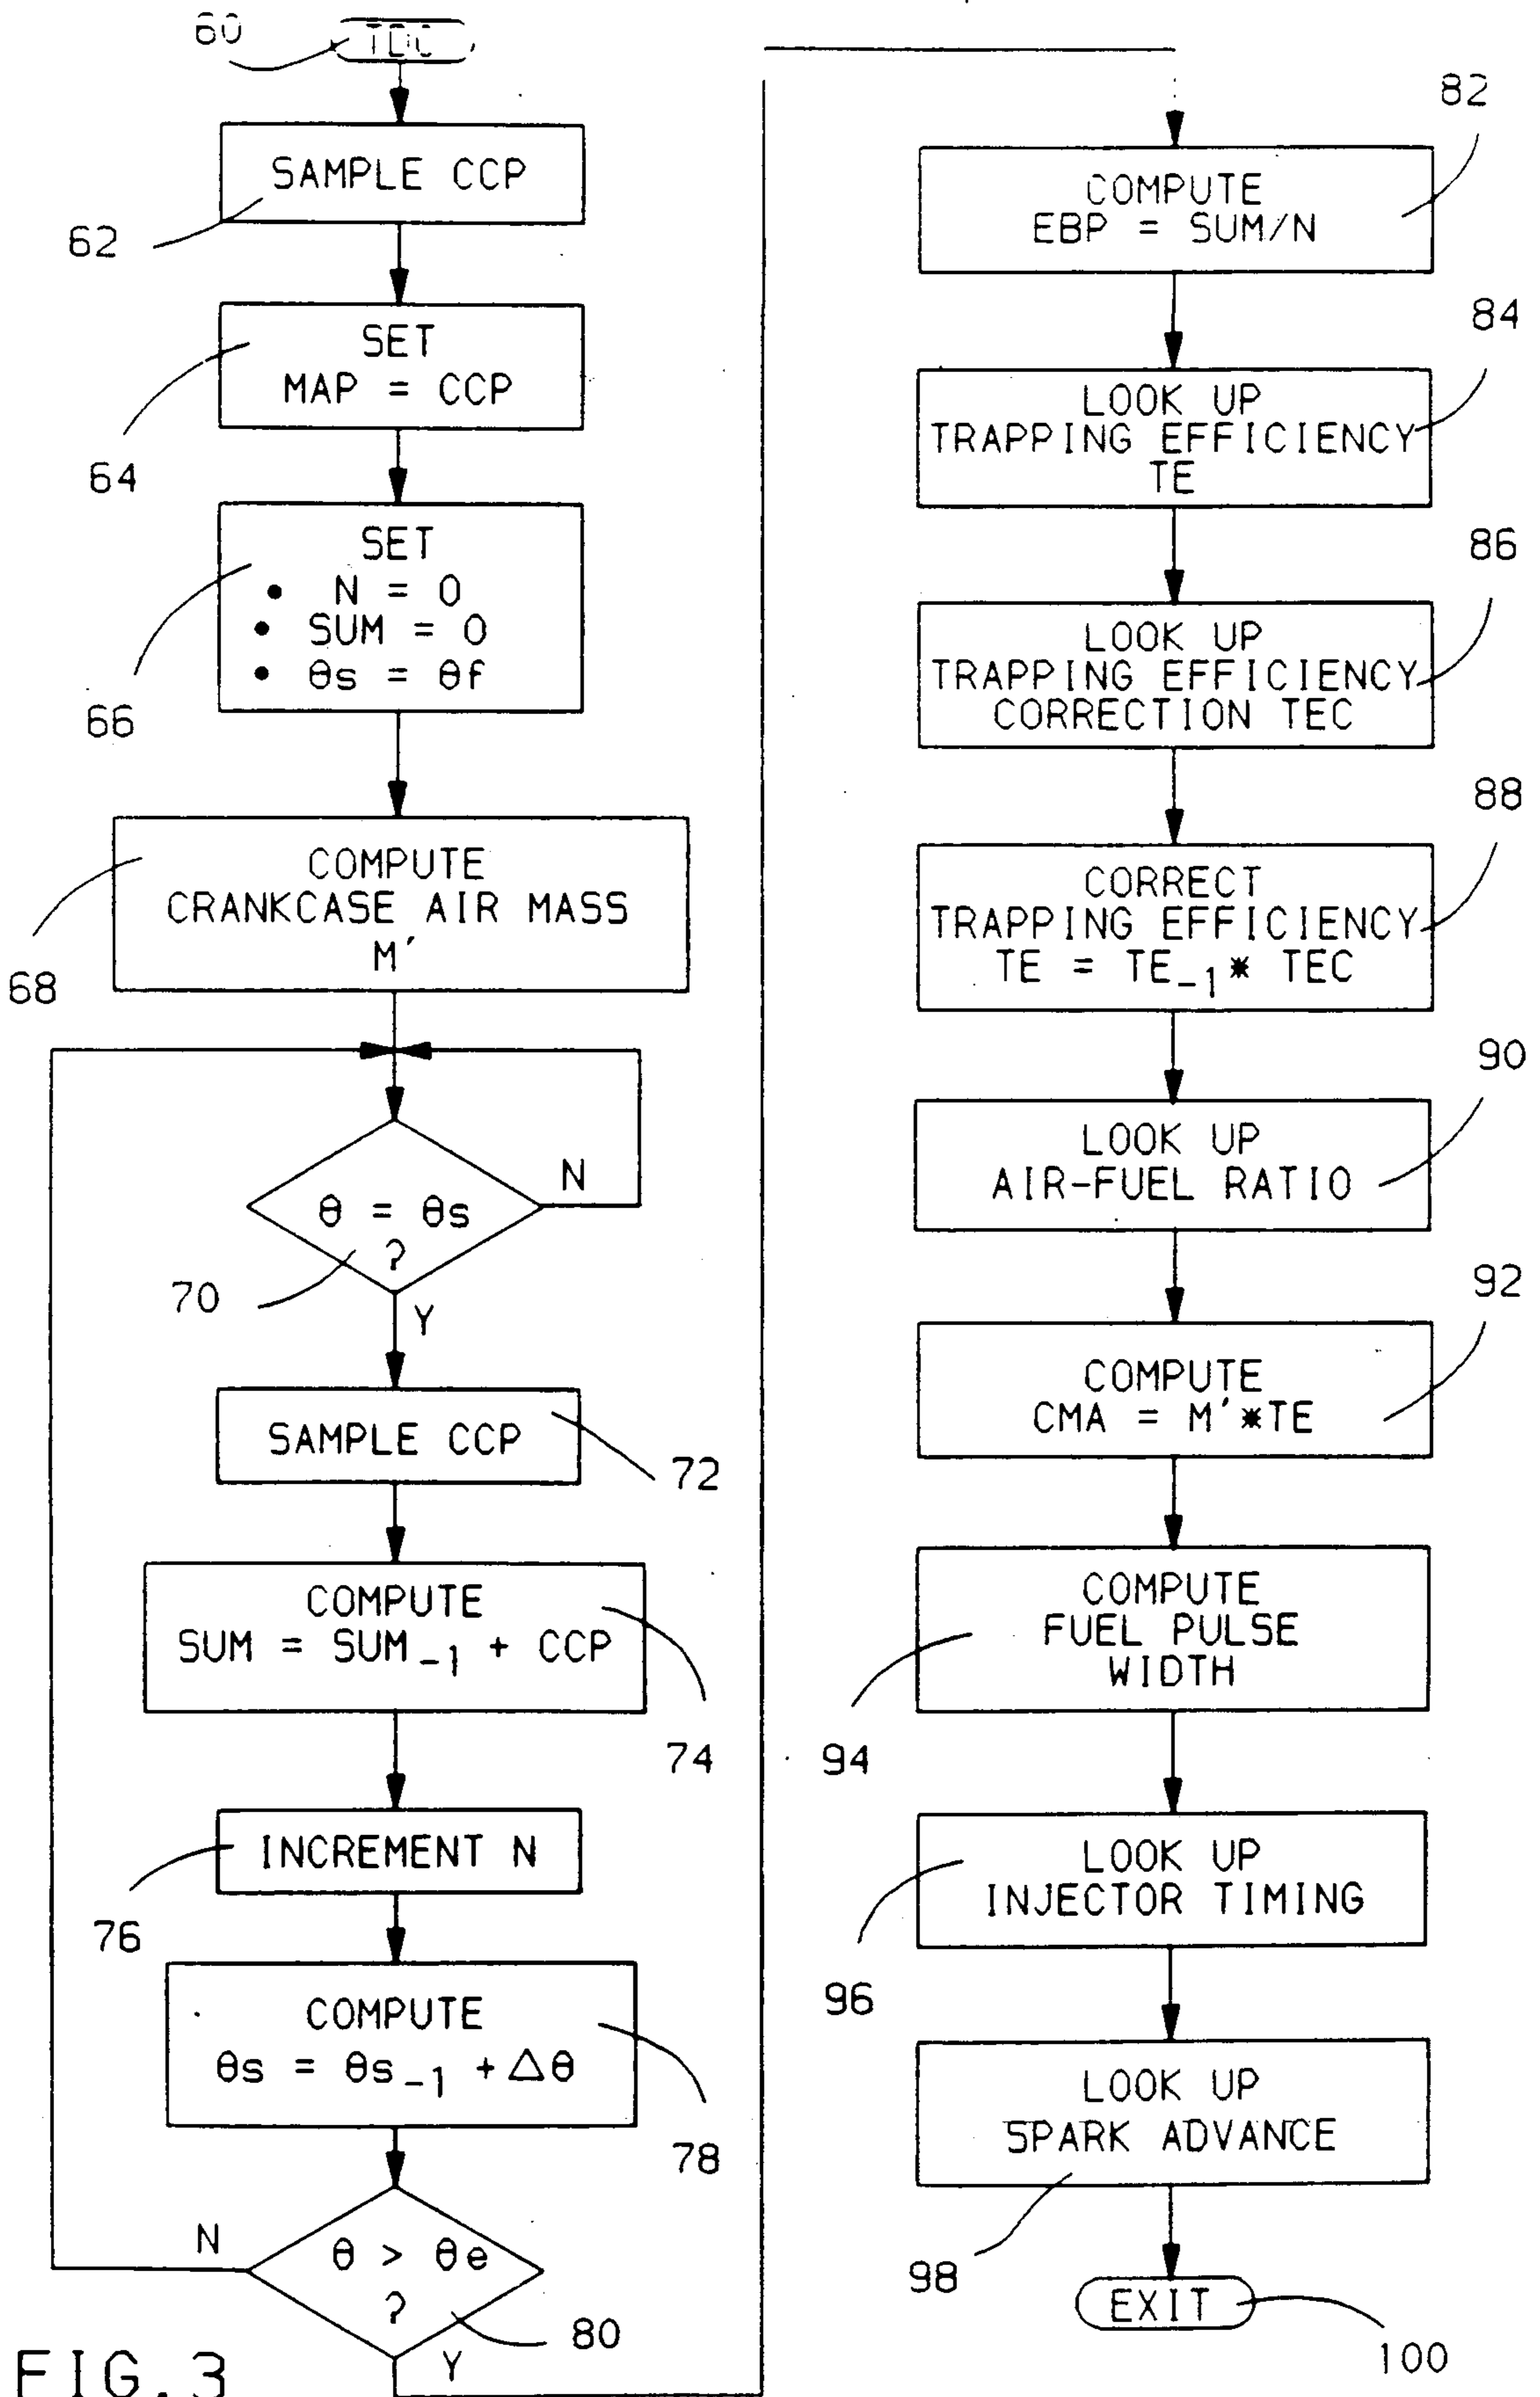 60
TDC
SAMPLE CCP
62
SET
MAP = CCP
64
SET
• N = 0
• SUM = 0
• θs = θf
66
COMPUTE
CRANKCASE AIR MASS
M′
68
θ = θs
?
N
70
Y
SAMPLE CCP
72
COMPUTE
SUM = SUM₋₁ + CCP
74
INCREMENT N
76
COMPUTE
θs = θs₋₁ + Δθ
78
N
θ > θe
?
80
Y
FIG.3
82
COMPUTE
EBP = SUM/N
84
LOOK UP
TRAPPING EFFICIENCY
TE
86
LOOK UP
TRAPPING EFFICIENCY
CORRECTION TEC
88
CORRECT
TRAPPING EFFICIENCY
TE = TE₋₁ * TEC
90
LOOK UP
AIR-FUEL RATIO
92
COMPUTE
CMA = M′*TE
COMPUTE
FUEL PULSE
WIDTH
94
LOOK UP
INJECTOR TIMING
96
LOOK UP
SPARK ADVANCE
98
EXIT
100